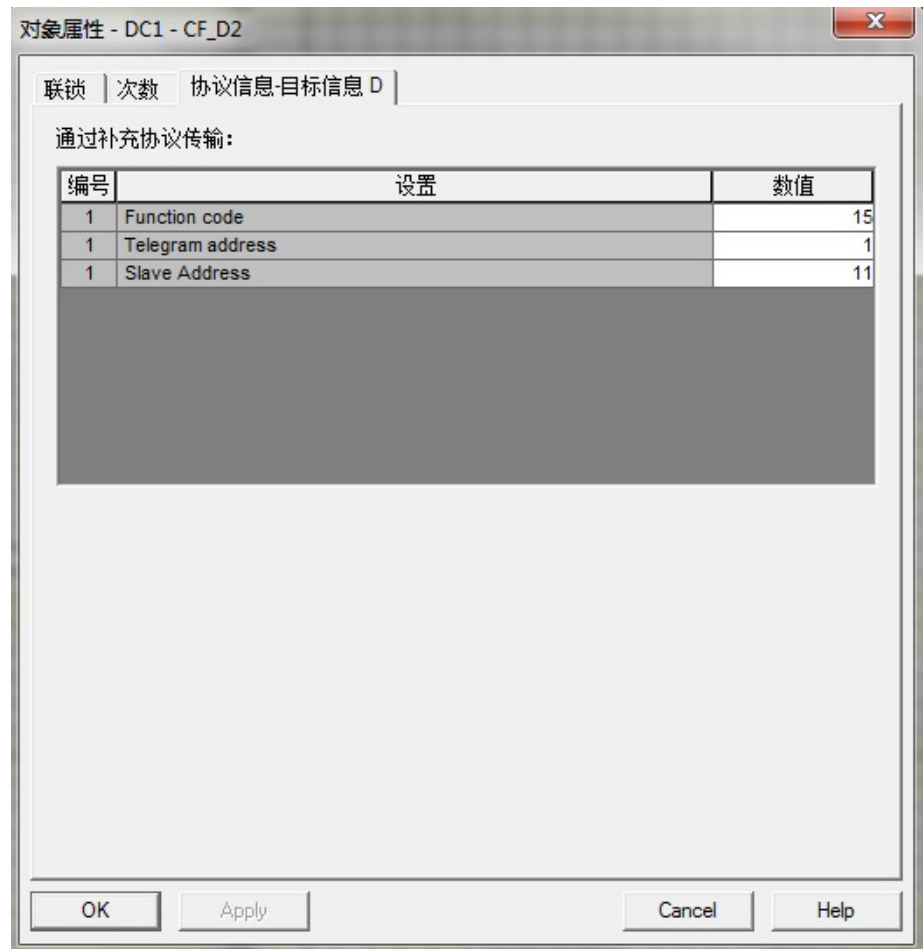 对象属性 - DC1 - CF_D2
x
联锁 次数 协议信息-目标信息 D
通过补充协议传输：
编号 设置 数值
1 Function code 15
1 Telegram address 1
1 Slave Address 11
OK Apply Cancel Help